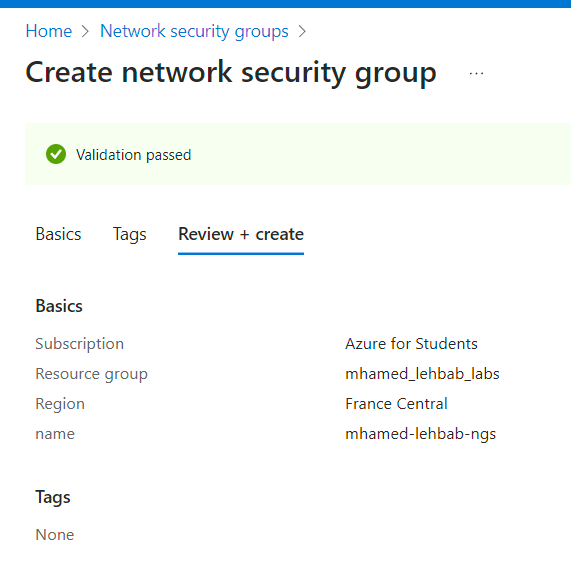 Home > Network security groups >
Create network security group ...
Validation passed
Basics Tags Review + create
Basics
Subscription Azure for Students
Resource group mhamed_lehbab_labs
Region France Central
name mhamed-lehbab-ngs
Tags
None